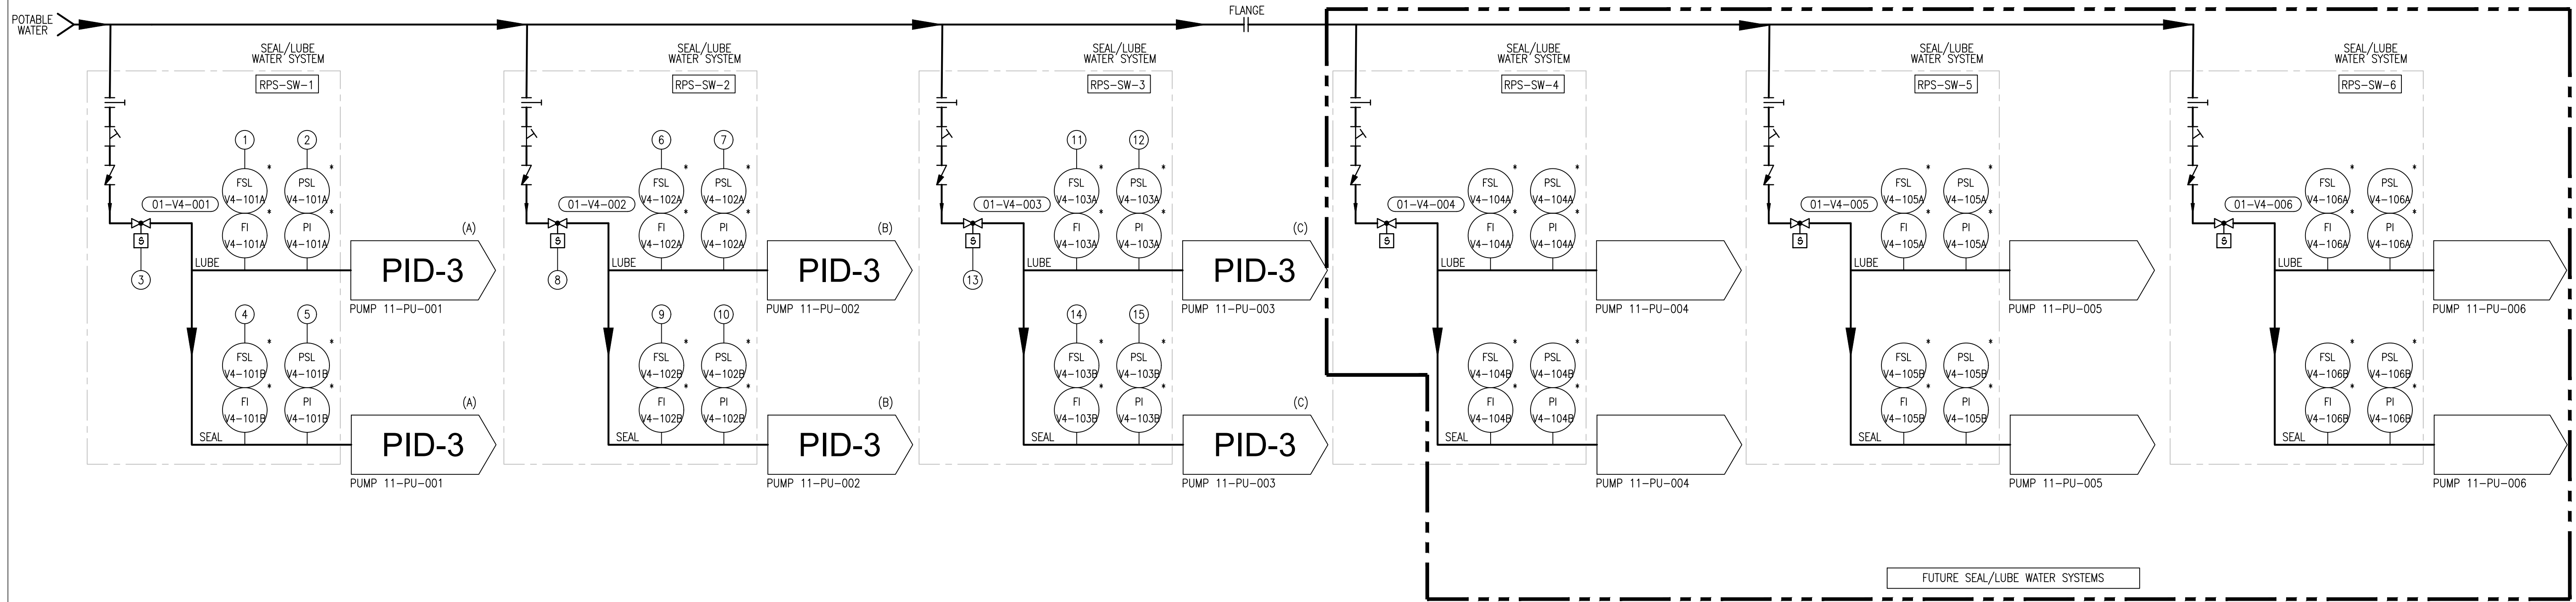 POTABLE
WATER
FLANGE
SEAL/LUBE
WATER SYSTEM
RPS-SW-1
1
2
*
*
FSL
V4-101A
PSL
V4-101A
01-V4-001
*
*
FI
V4-101A
PI
V4-101A
S
3
LUBE
(A)
PID-3
PUMP 11-PU-001
4
5
*
*
FSL
V4-101B
PSL
V4-101B
*
*
FI
V4-101B
PI
V4-101B
SEAL
(A)
PID-3
PUMP 11-PU-001
SEAL/LUBE
WATER SYSTEM
RPS-SW-2
6
7
*
*
FSL
V4-102A
PSL
V4-102A
01-V4-002
*
*
FI
V4-102A
PI
V4-102A
S
8
LUBE
(B)
PID-3
PUMP 11-PU-002
9
10
*
*
FSL
V4-102B
PSL
V4-102B
*
*
FI
V4-102B
PI
V4-102B
SEAL
(B)
PID-3
PUMP 11-PU-002
SEAL/LUBE
WATER SYSTEM
RPS-SW-3
11
12
*
*
FSL
V4-103A
PSL
V4-103A
01-V4-003
*
*
FI
V4-103A
PI
V4-103A
S
13
LUBE
(C)
PID-3
PUMP 11-PU-003
14
15
*
*
FSL
V4-103B
PSL
V4-103B
*
*
FI
V4-103B
PI
V4-103B
SEAL
(C)
PID-3
PUMP 11-PU-003
SEAL/LUBE
WATER SYSTEM
RPS-SW-4
*
*
FSL
V4-104A
PSL
V4-104A
01-V4-004
*
*
FI
V4-104A
PI
V4-104A
S
LUBE
PUMP 11-PU-004
*
*
FSL
V4-104B
PSL
V4-104B
*
*
FI
V4-104B
PI
V4-104B
SEAL
PUMP 11-PU-004
SEAL/LUBE
WATER SYSTEM
RPS-SW-5
*
*
FSL
V4-105A
PSL
V4-105A
01-V4-005
*
*
FI
V4-105A
PI
V4-105A
S
LUBE
PUMP 11-PU-005
*
*
FSL
V4-105B
PSL
V4-105B
*
*
FI
V4-105B
PI
V4-105B
SEAL
PUMP 11-PU-005
SEAL/LUBE
WATER SYSTEM
RPS-SW-6
*
*
FSL
V4-106A
PSL
V4-106A
01-V4-006
*
*
FI
V4-106A
PI
V4-106A
S
LUBE
PUMP 11-PU-006
*
*
FSL
V4-106B
PSL
V4-106B
*
*
FI
V4-106B
PI
V4-106B
SEAL
PUMP 11-PU-006
FUTURE SEAL/LUBE WATER SYSTEMS